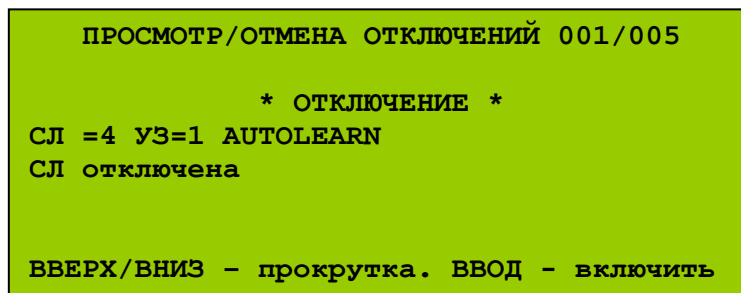 ПРОСМОТР/ОТМЕНА ОТКЛЮЧЕНИЙ 001/005
* ОТКЛЮЧЕНИЕ *
СЛ =4 УЗ=1 AUTOLEARN
СЛ отключена
ВВЕРХ/ВНИЗ – прокрутка. ВВОД - включить